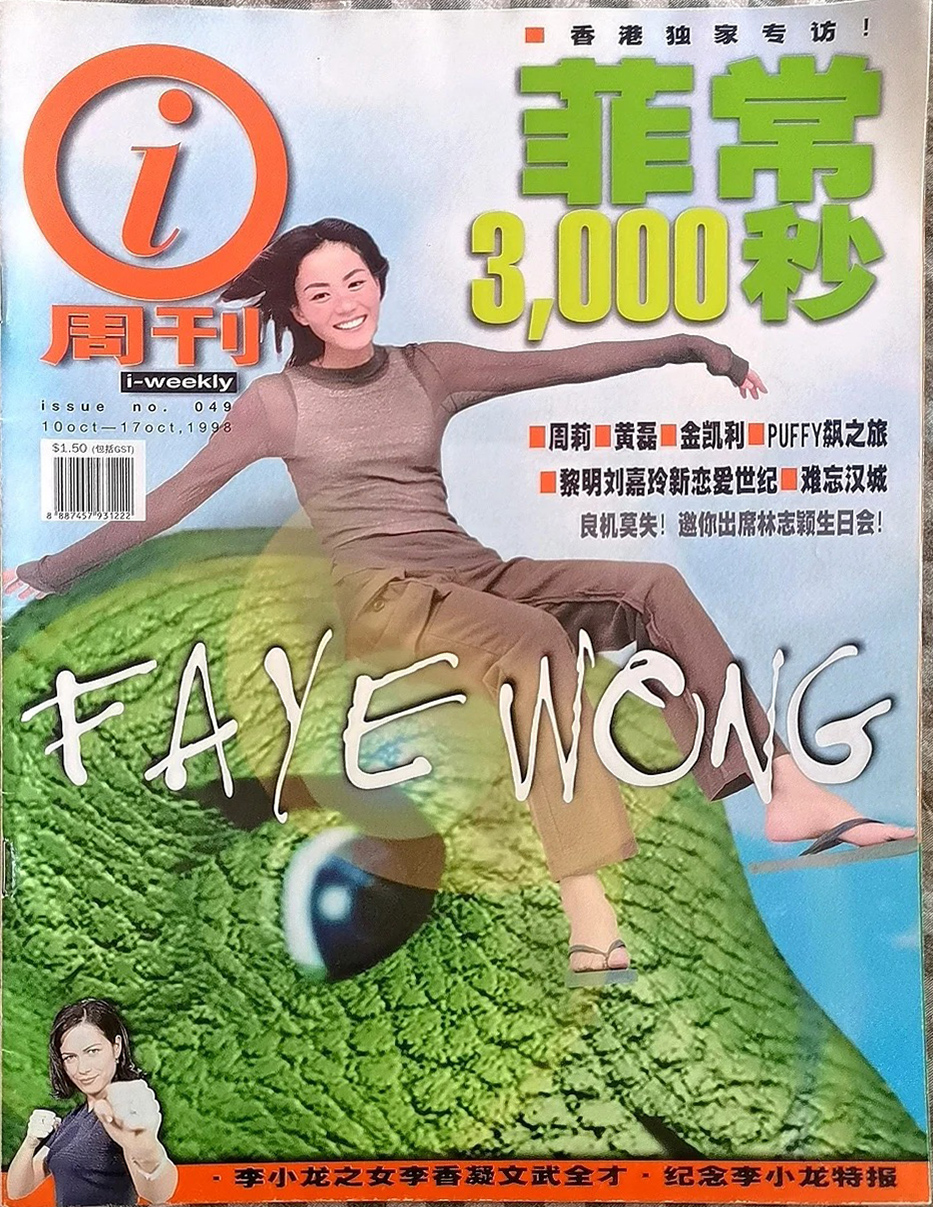 ■ 香港独家专访！
菲常
3,000秒
i
周刊
i-weekly
issue no. 049
10oct—17oct,1998
$1.50 (包括GST)
8 887457 931222
■周莉■黄磊■金凯利■PUFFY飙之旅
■黎明刘嘉玲新恋爱世纪■难忘汉城
良机莫失！邀你出席林志颖生日会！
FAYE WONG
· 李小龙之女李香凝文武全才 · 纪念李小龙特报